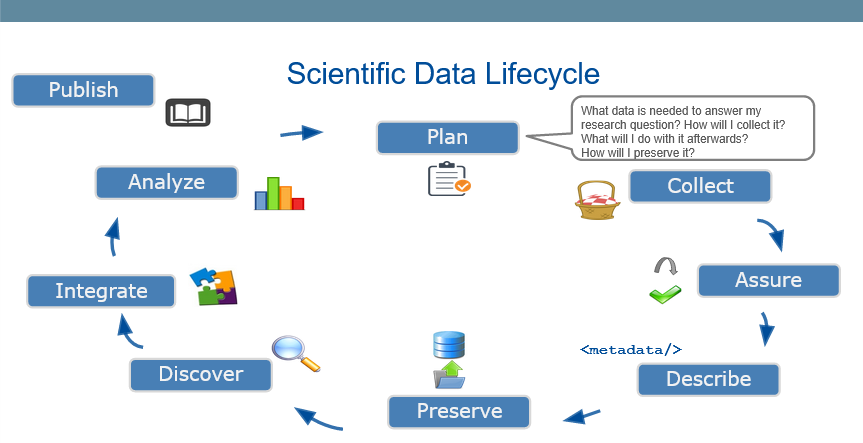 Scientific Data Lifecycle
Publish
Plan
What data is needed to answer my
research question? How will I collect it?
What will I do with it afterwards?
How will I preserve it?
Analyze
Collect
Integrate
Assure
<metadata/>
Discover
Describe
Preserve